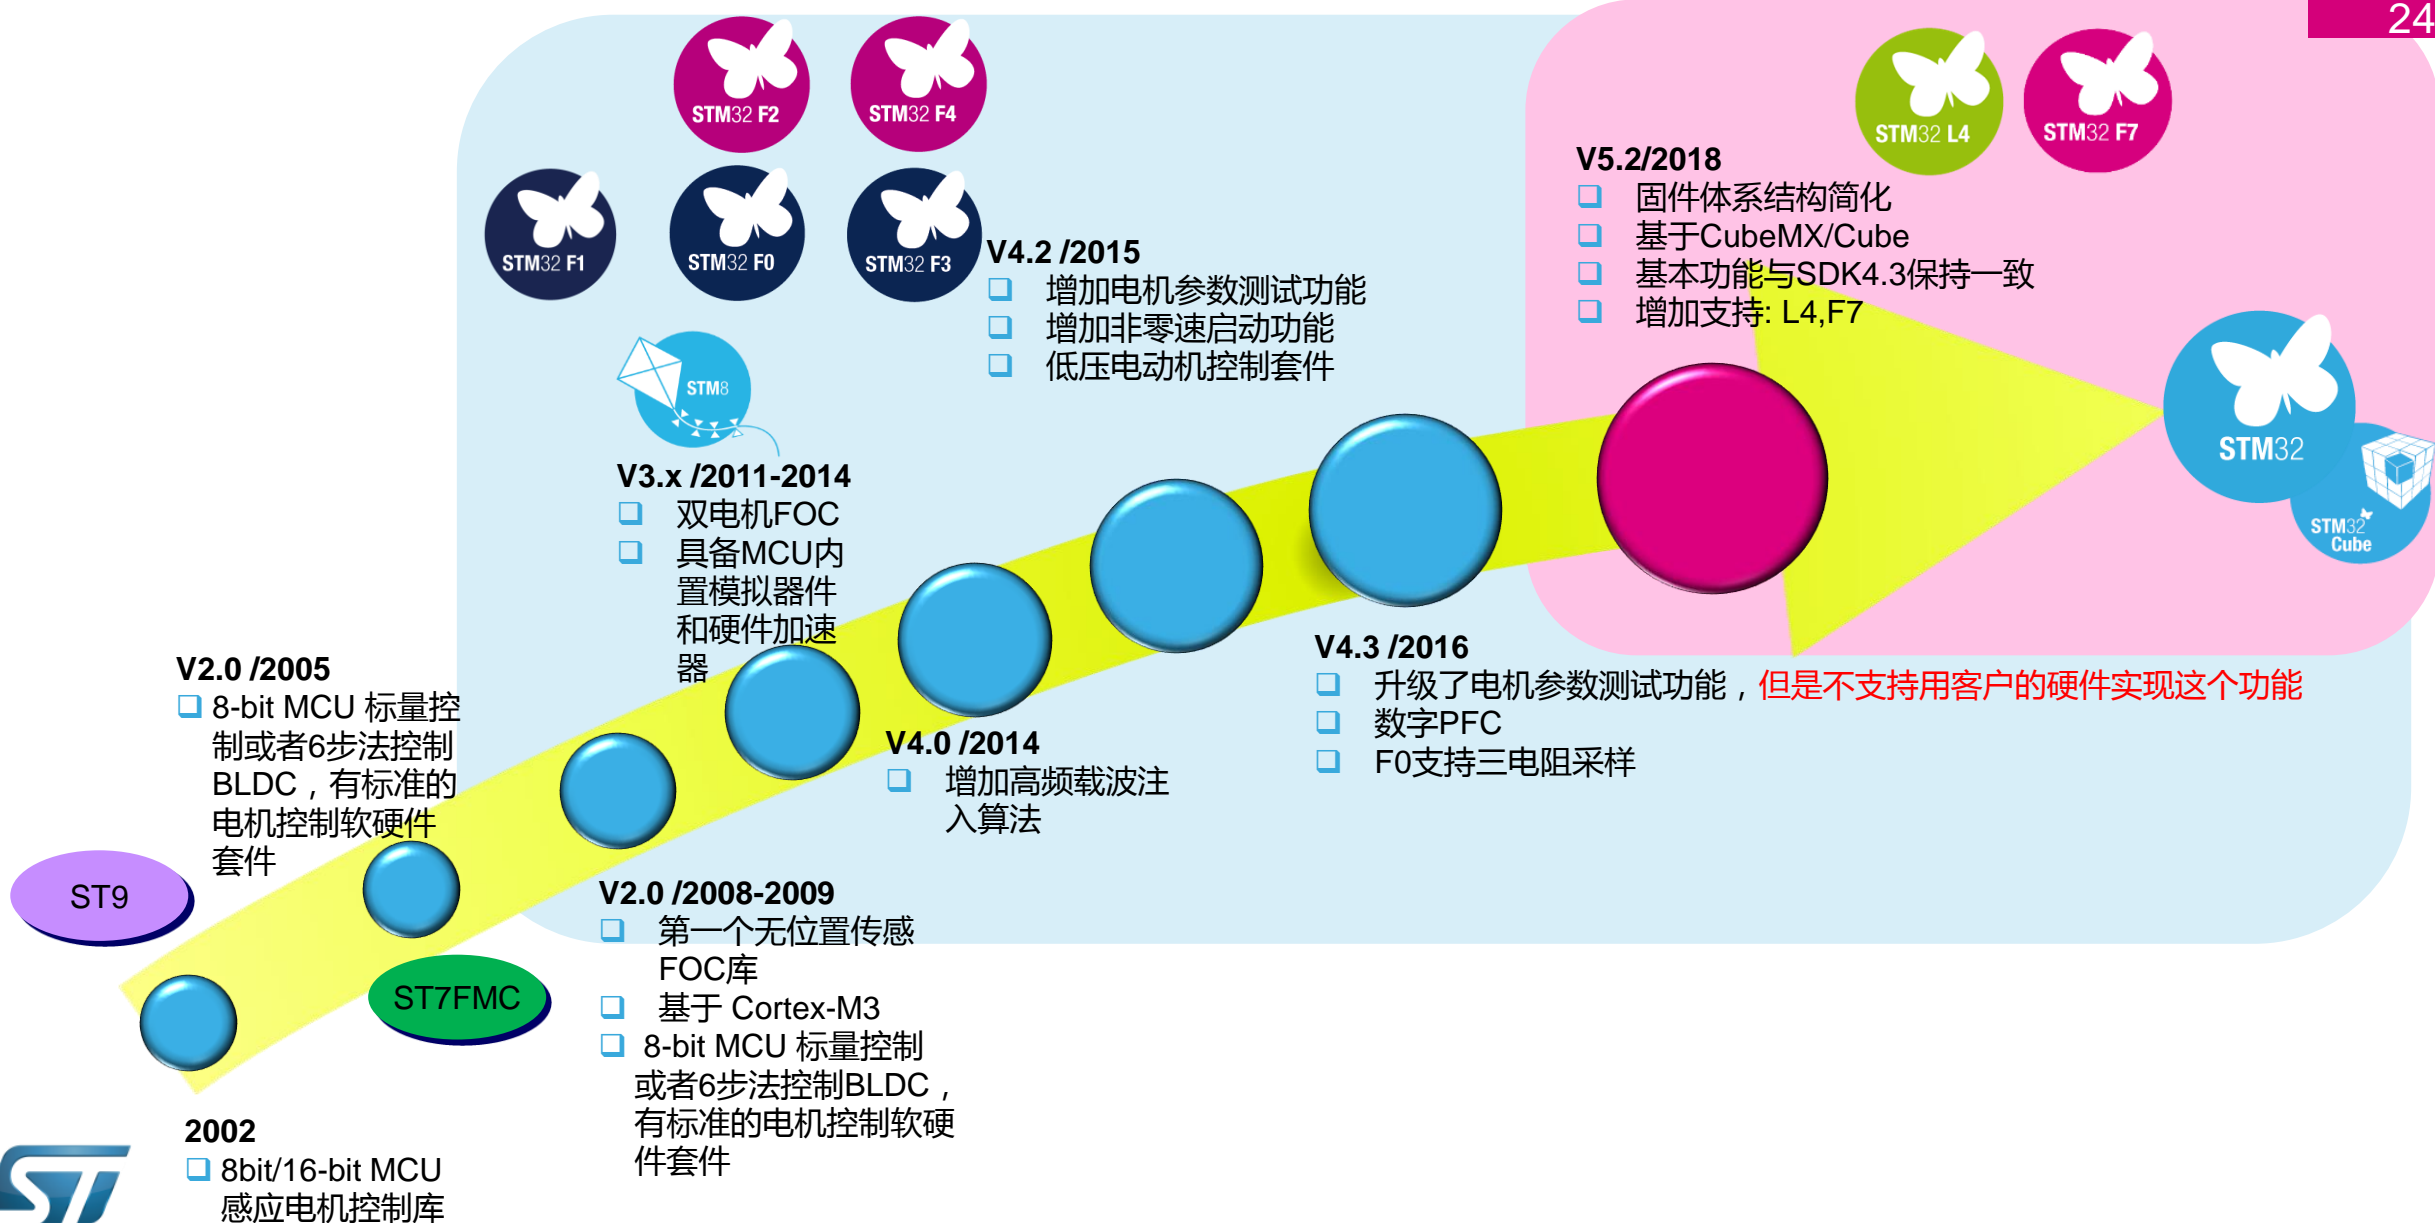 24
STM32 F2
STM32 F4
STM32 L4
STM32 F7
STM32 F1
STM32 F0
STM32 F3
V5.2/2018
固件体系结构简化
基于CubeMX/Cube
基本功能与SDK4.3保持一致
增加支持: L4,F7
V4.2 /2015
增加电机参数测试功能
增加非零速启动功能
低压电动机控制套件
STM8
STM32
STM32
Cube
V3.x /2011-2014
双电机FOC
具备MCU内
置模拟器件
和硬件加速
器
V4.3 /2016
升级了电机参数测试功能，但是不支持用客户的硬件实现这个功能
数字PFC
F0支持三电阻采样
V2.0 /2005
8-bit MCU 标量控
制或者6步法控制
BLDC，有标准的
电机控制软硬件
套件
V4.0 /2014
增加高频载波注
入算法
ST9
ST7FMC
V2.0 /2008-2009
第一个无位置传感
FOC库
基于 Cortex-M3
8-bit MCU 标量控制
或者6步法控制BLDC，
有标准的电机控制软硬
件套件
2002
8bit/16-bit MCU
感应电机控制库
ST